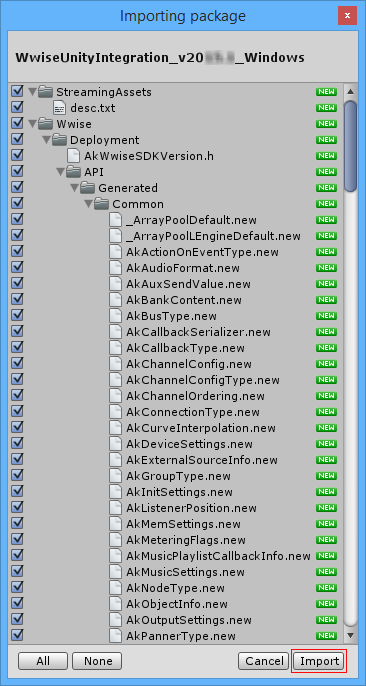 Importing package
x
WwiseUnityIntegration_v20 _Windows
StreamingAssets NEW
desc.txt NEW
Wwise NEW
Deployment NEW
AkWwiseSDKVersion.h NEW
API NEW
Generated NEW
Common NEW
_ArrayPoolDefault.new NEW
_ArrayPoolLEngineDefault.new NEW
AkActionOnEventType.new NEW
AkAudioFormat.new NEW
AkAuxSendValue.new NEW
AkBankContent.new NEW
AkBusType.new NEW
AkCallbackSerializer.new NEW
AkCallbackType.new NEW
AkChannelConfig.new NEW
AkChannelConfigType.new NEW
AkChannelOrdering.new NEW
AkConnectionType.new NEW
AkCurveInterpolation.new NEW
AkDeviceSettings.new NEW
AkExternalSourceInfo.new NEW
AkGroupType.new NEW
AkInitSettings.new NEW
AkListenerPosition.new NEW
AkMemSettings.new NEW
AkMeteringFlags.new NEW
AkMusicPlaylistCallbackInfo.new NEW
AkMusicSettings.new NEW
AkNodeType.new NEW
AkObjectInfo.new NEW
AkOutputSettings.new NEW
AkPannerType.new NEW
All None Cancel Import